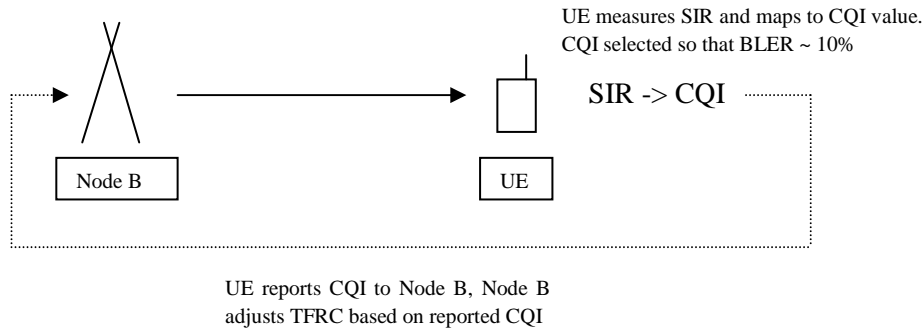 UE measures SIR and maps to CQI value.
CQI selected so that BLER ~ 10%
SIR -> CQI
Node B
UE
UE reports CQI to Node B, Node B
adjusts TFRC based on reported CQI